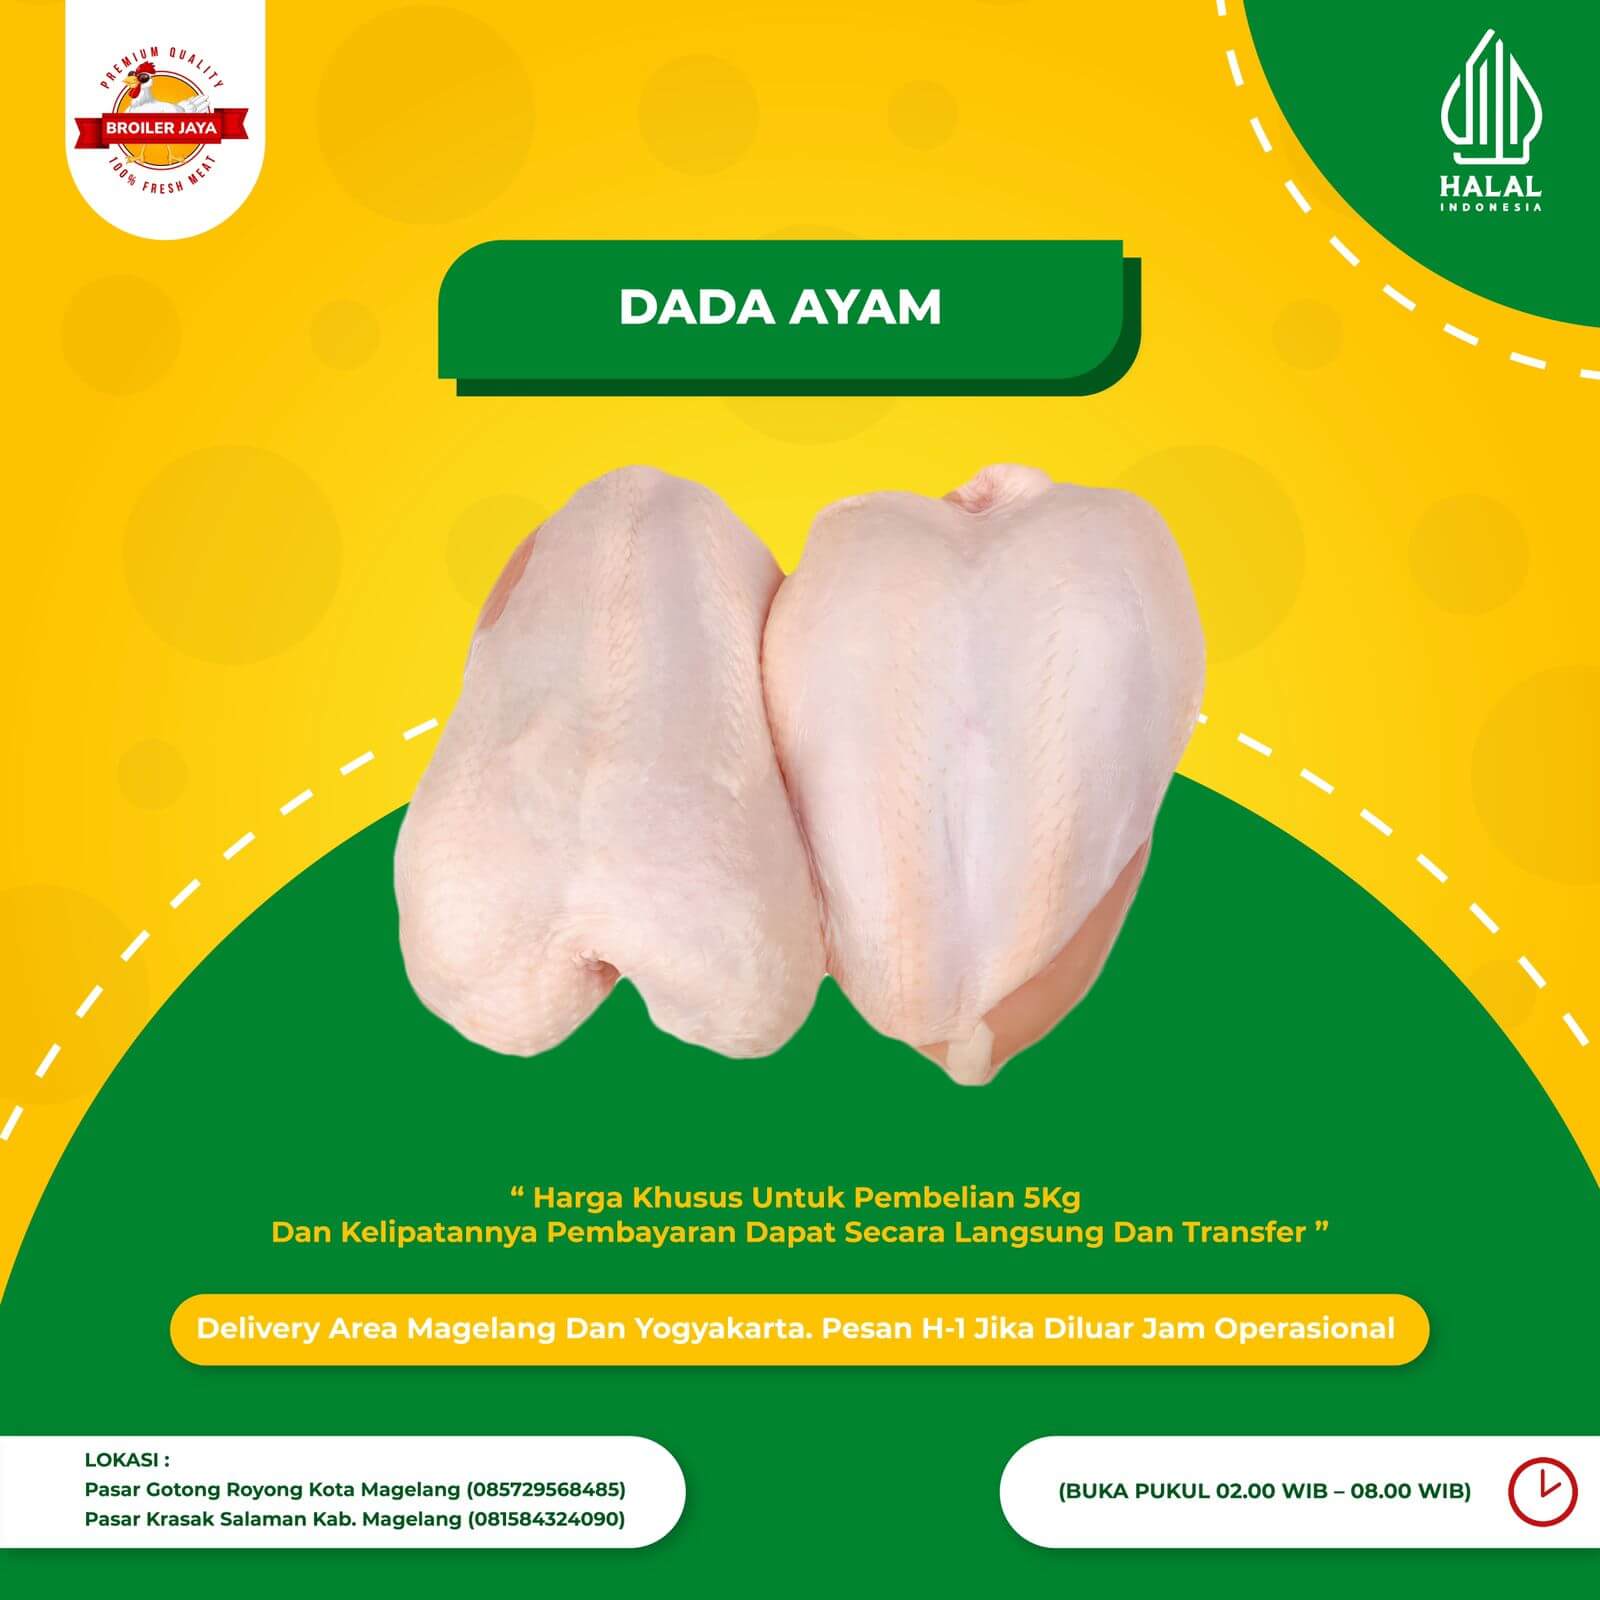 PREMIUM QUALITY
BROILER JAYA
100% FRESH MEAT
HALAL
INDONESIA
DADA AYAM
“ Harga Khusus Untuk Pembelian 5Kg
Dan Kelipatannya Pembayaran Dapat Secara Langsung Dan Transfer ”
Delivery Area Magelang Dan Yogyakarta. Pesan H-1 Jika Diluar Jam Operasional
LOKASI :
Pasar Gotong Royong Kota Magelang (085729568485)
Pasar Krasak Salaman Kab. Magelang (081584324090)
(BUKA PUKUL 02.00 WIB – 08.00 WIB)